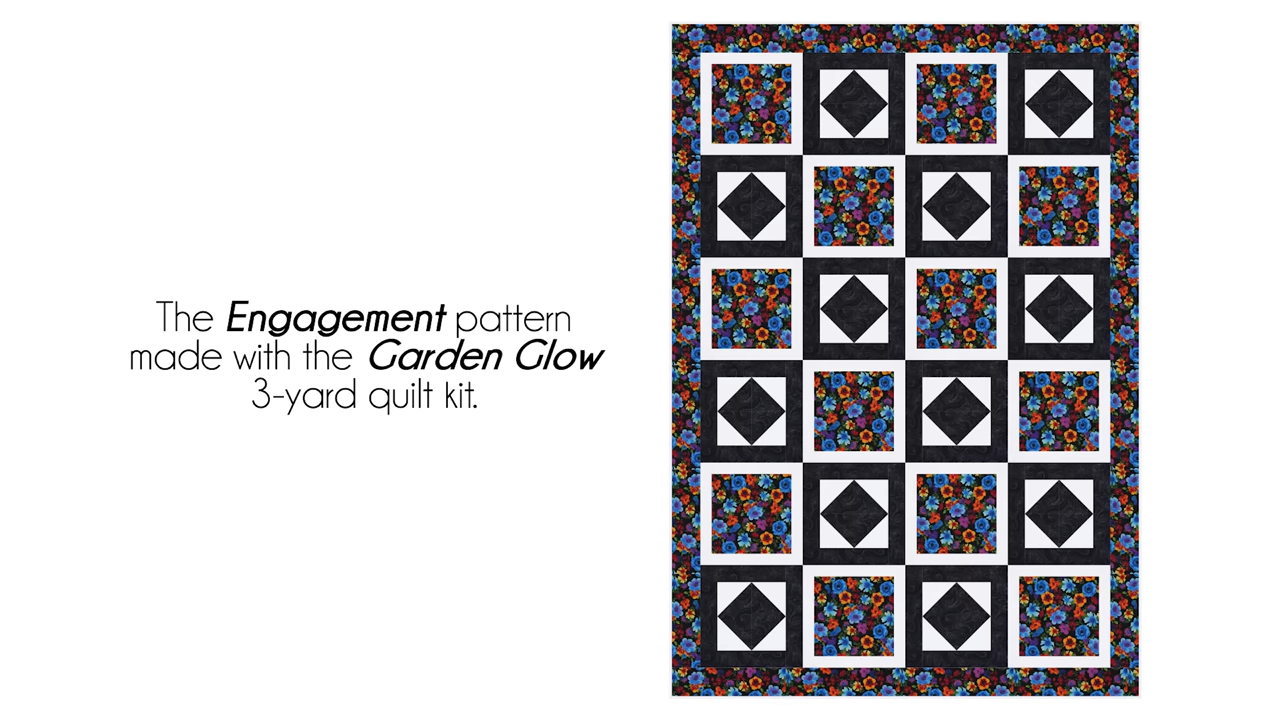 The Engagement pattern
made with the Garden Glow
3-yard quilt kit.